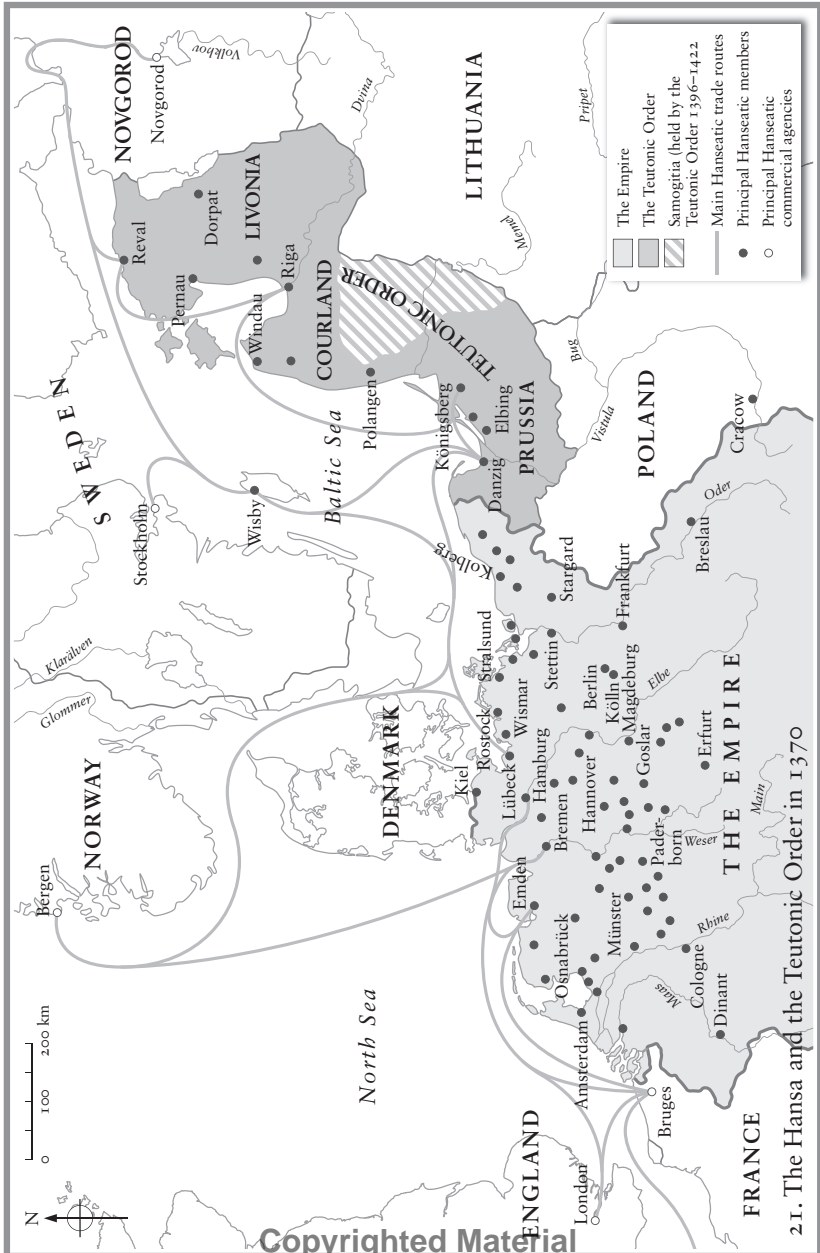 N
0 100 200 km
Bergen
NORWAY
Glommer
Klarälven
SWEDEN
Stockholm
Wisby
Baltic Sea
NOVGOROD
Novgorod
Volkhov
Reval
Dorpat
Pernau
LIVONIA
Riga
Windau
COURLAND
Dvina
Polangen
TEUTONIC ORDER
LITHUANIA
Memel
Pripet
North Sea
DENMARK
Kiel
Rostock
Stralsund
Kolberg
Danzig
Königsberg
Elbing
PRUSSIA
Bug
Lübeck
Wismar
Stettin
Stargard
Vistula
POLAND
Emden
Bremen
Hamburg
Hannover
Berlin
Kölln
Magdeburg
Frankfurt
Oder
Breslau
Cracow
ENGLAND
London
Amsterdam
Osnabrück
Münster
Pader-
born
Goslar
Elbe
Erfurt
Weser
Bruges
Maas
Cologne
Rhine
Dinant
Main
THE EMPIRE
FRANCE
The Empire
The Teutonic Order
Samogitia (held by the
Teutonic Order 1396–1422
Main Hanseatic trade routes
Principal Hanseatic members
Principal Hanseatic
commercial agencies
21. The Hansa and the Teutonic Order in 1370
Copyrighted Material